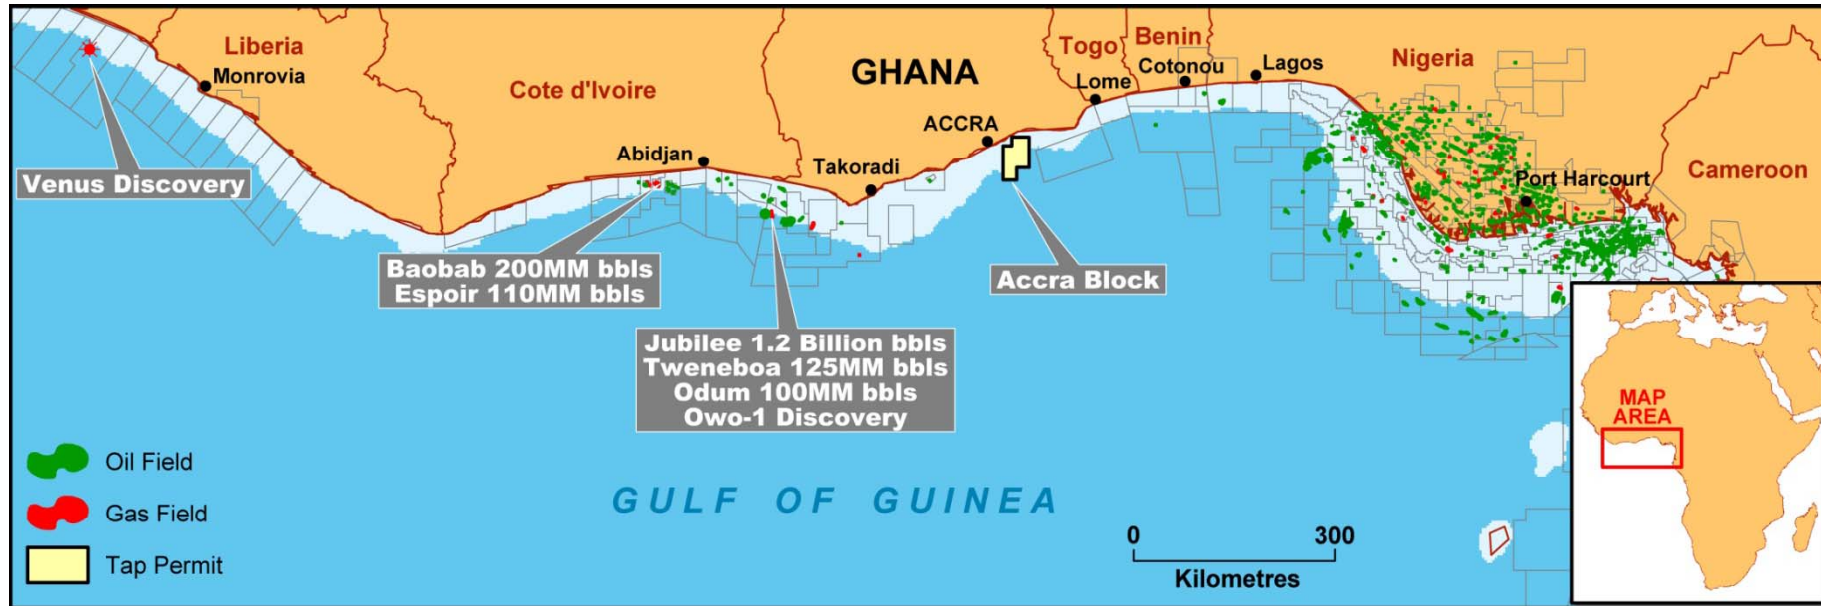 Liberia
Monrovia
Cote d'Ivoire
Abidjan
GHANA
ACCRA
Takoradi
Togo
Lome
Benin
Cotonou
Lagos
Nigeria
Port Harcourt
Cameroon
Venus Discovery
Baobab 200MM bbls
Espoir 110MM bbls
Jubilee 1.2 Billion bbls
Tweneboa 125MM bbls
Odum 100MM bbls
Owo-1 Discovery
Accra Block
GULF OF GUINEA
Oil Field
Gas Field
Tap Permit
0 300
Kilometres
MAP
AREA